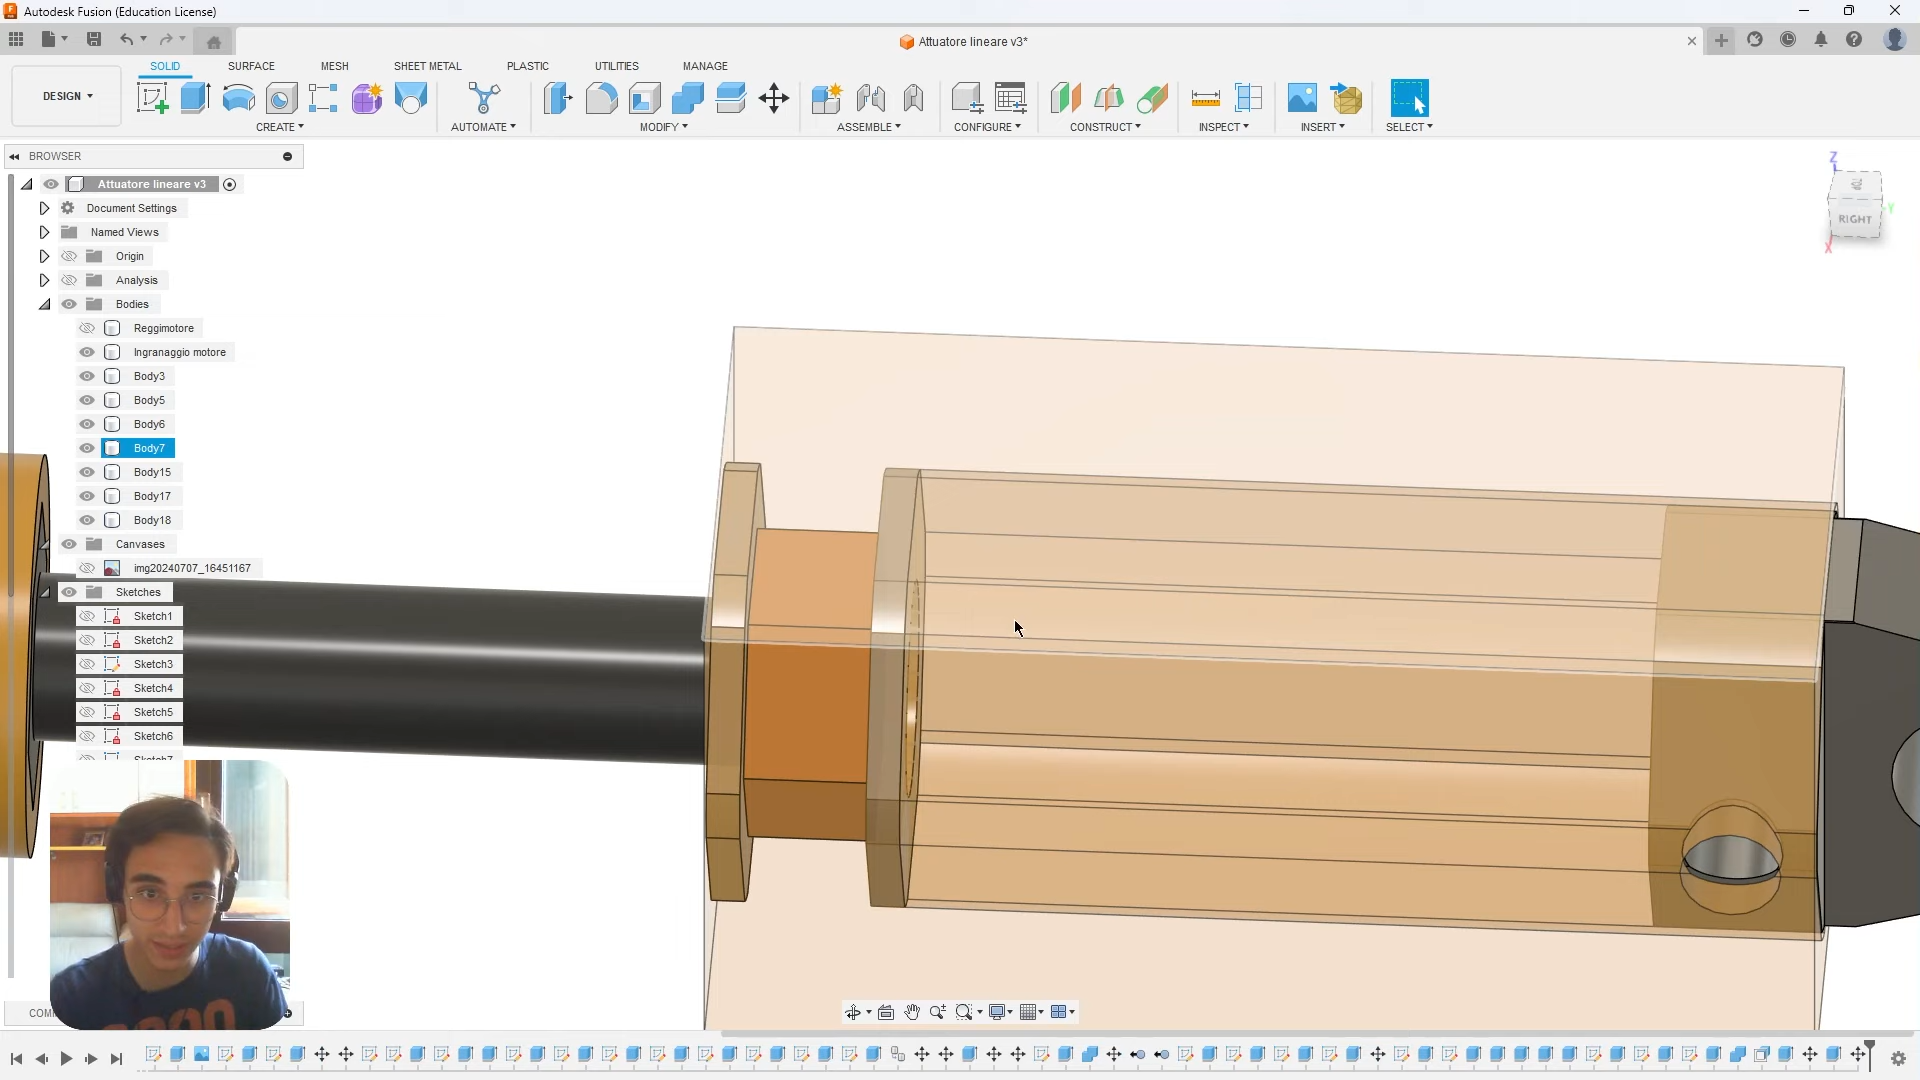 Autodesk Fusion (Education License)
Attuatore lineare v3*
DESIGN
SOLID
SURFACE
MESH
SHEET METAL
PLASTIC
UTILITIES
MANAGE
CREATE
AUTOMATE
MODIFY
ASSEMBLE
CONFIGURE
CONSTRUCT
INSPECT
INSERT
SELECT
BROWSER
Attuatore lineare v3
Document Settings
Named Views
Origin
Analysis
Bodies
Reggimotore
Ingranaggio motore
Body3
Body5
Body6
Body7
Body15
Body17
Body18
Canvases
img20240707_16451167
Sketches
Sketch1
Sketch2
Sketch3
Sketch4
Sketch5
Sketch6
Z
TOP
RIGHT
Y
X